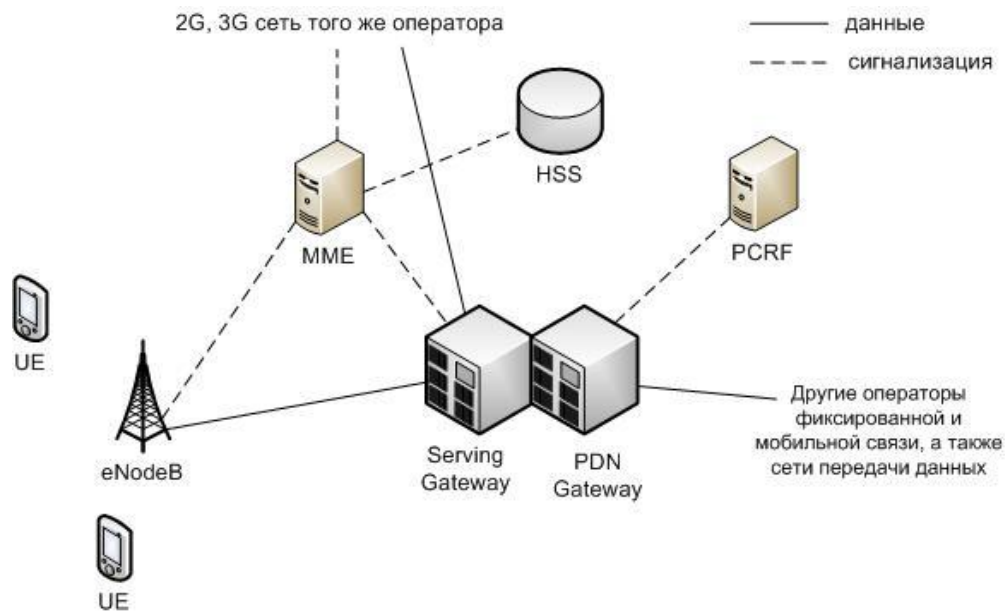 2G, 3G сеть того же оператора
данные
сигнализация
HSS
MME
PCRF
UE
eNodeB
Serving
Gateway
PDN
Gateway
Другие операторы
фиксированной и
мобильной связи, а также
сети передачи данных
UE